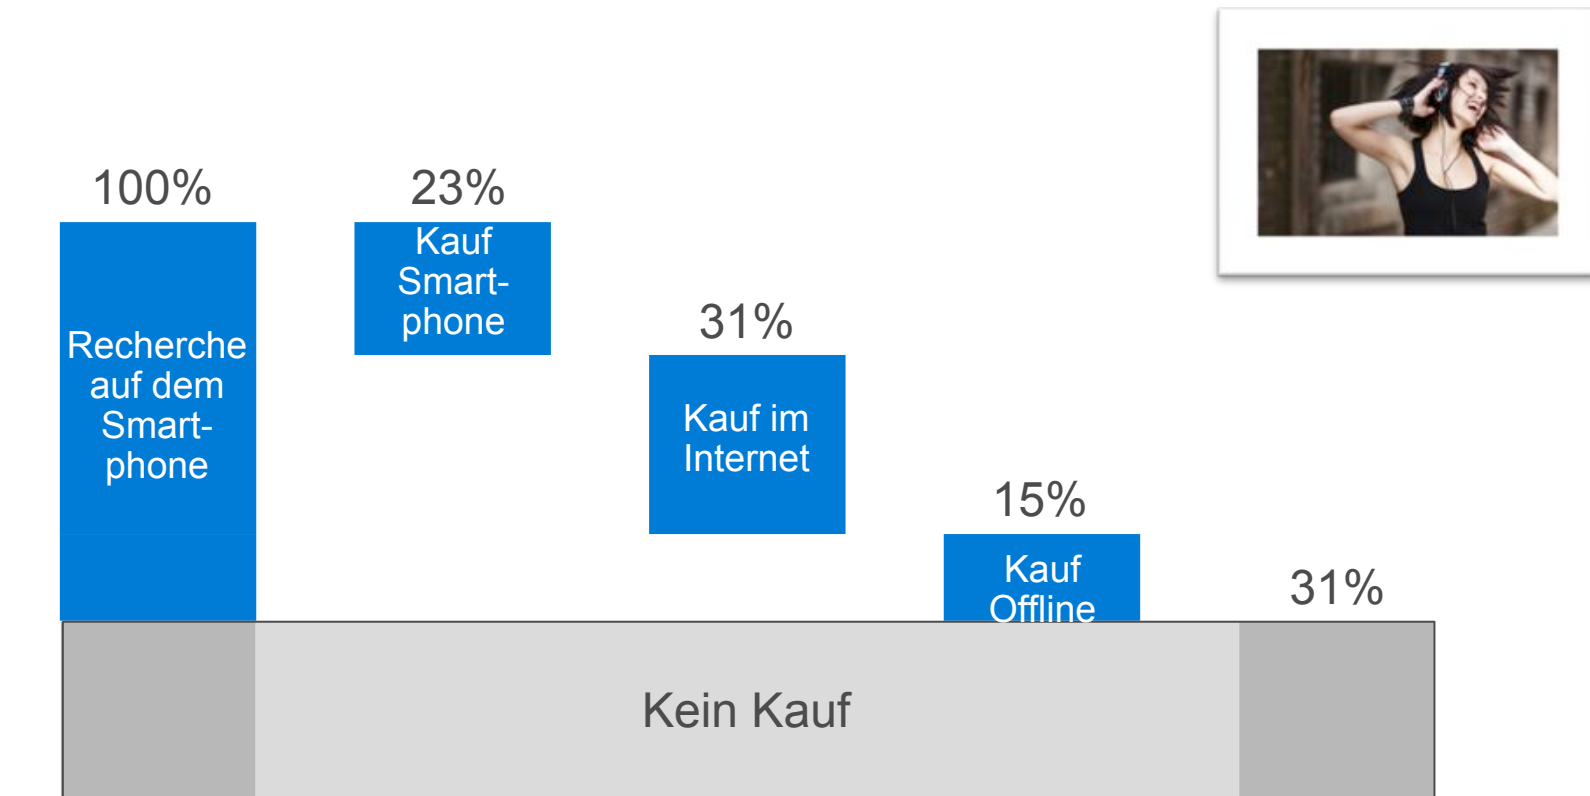 100%
Recherche
auf dem
Smart-
phone
23%
Kauf
Smart-
phone
31%
Kauf im
Internet
15%
Kauf
Offline
31%
Kein Kauf